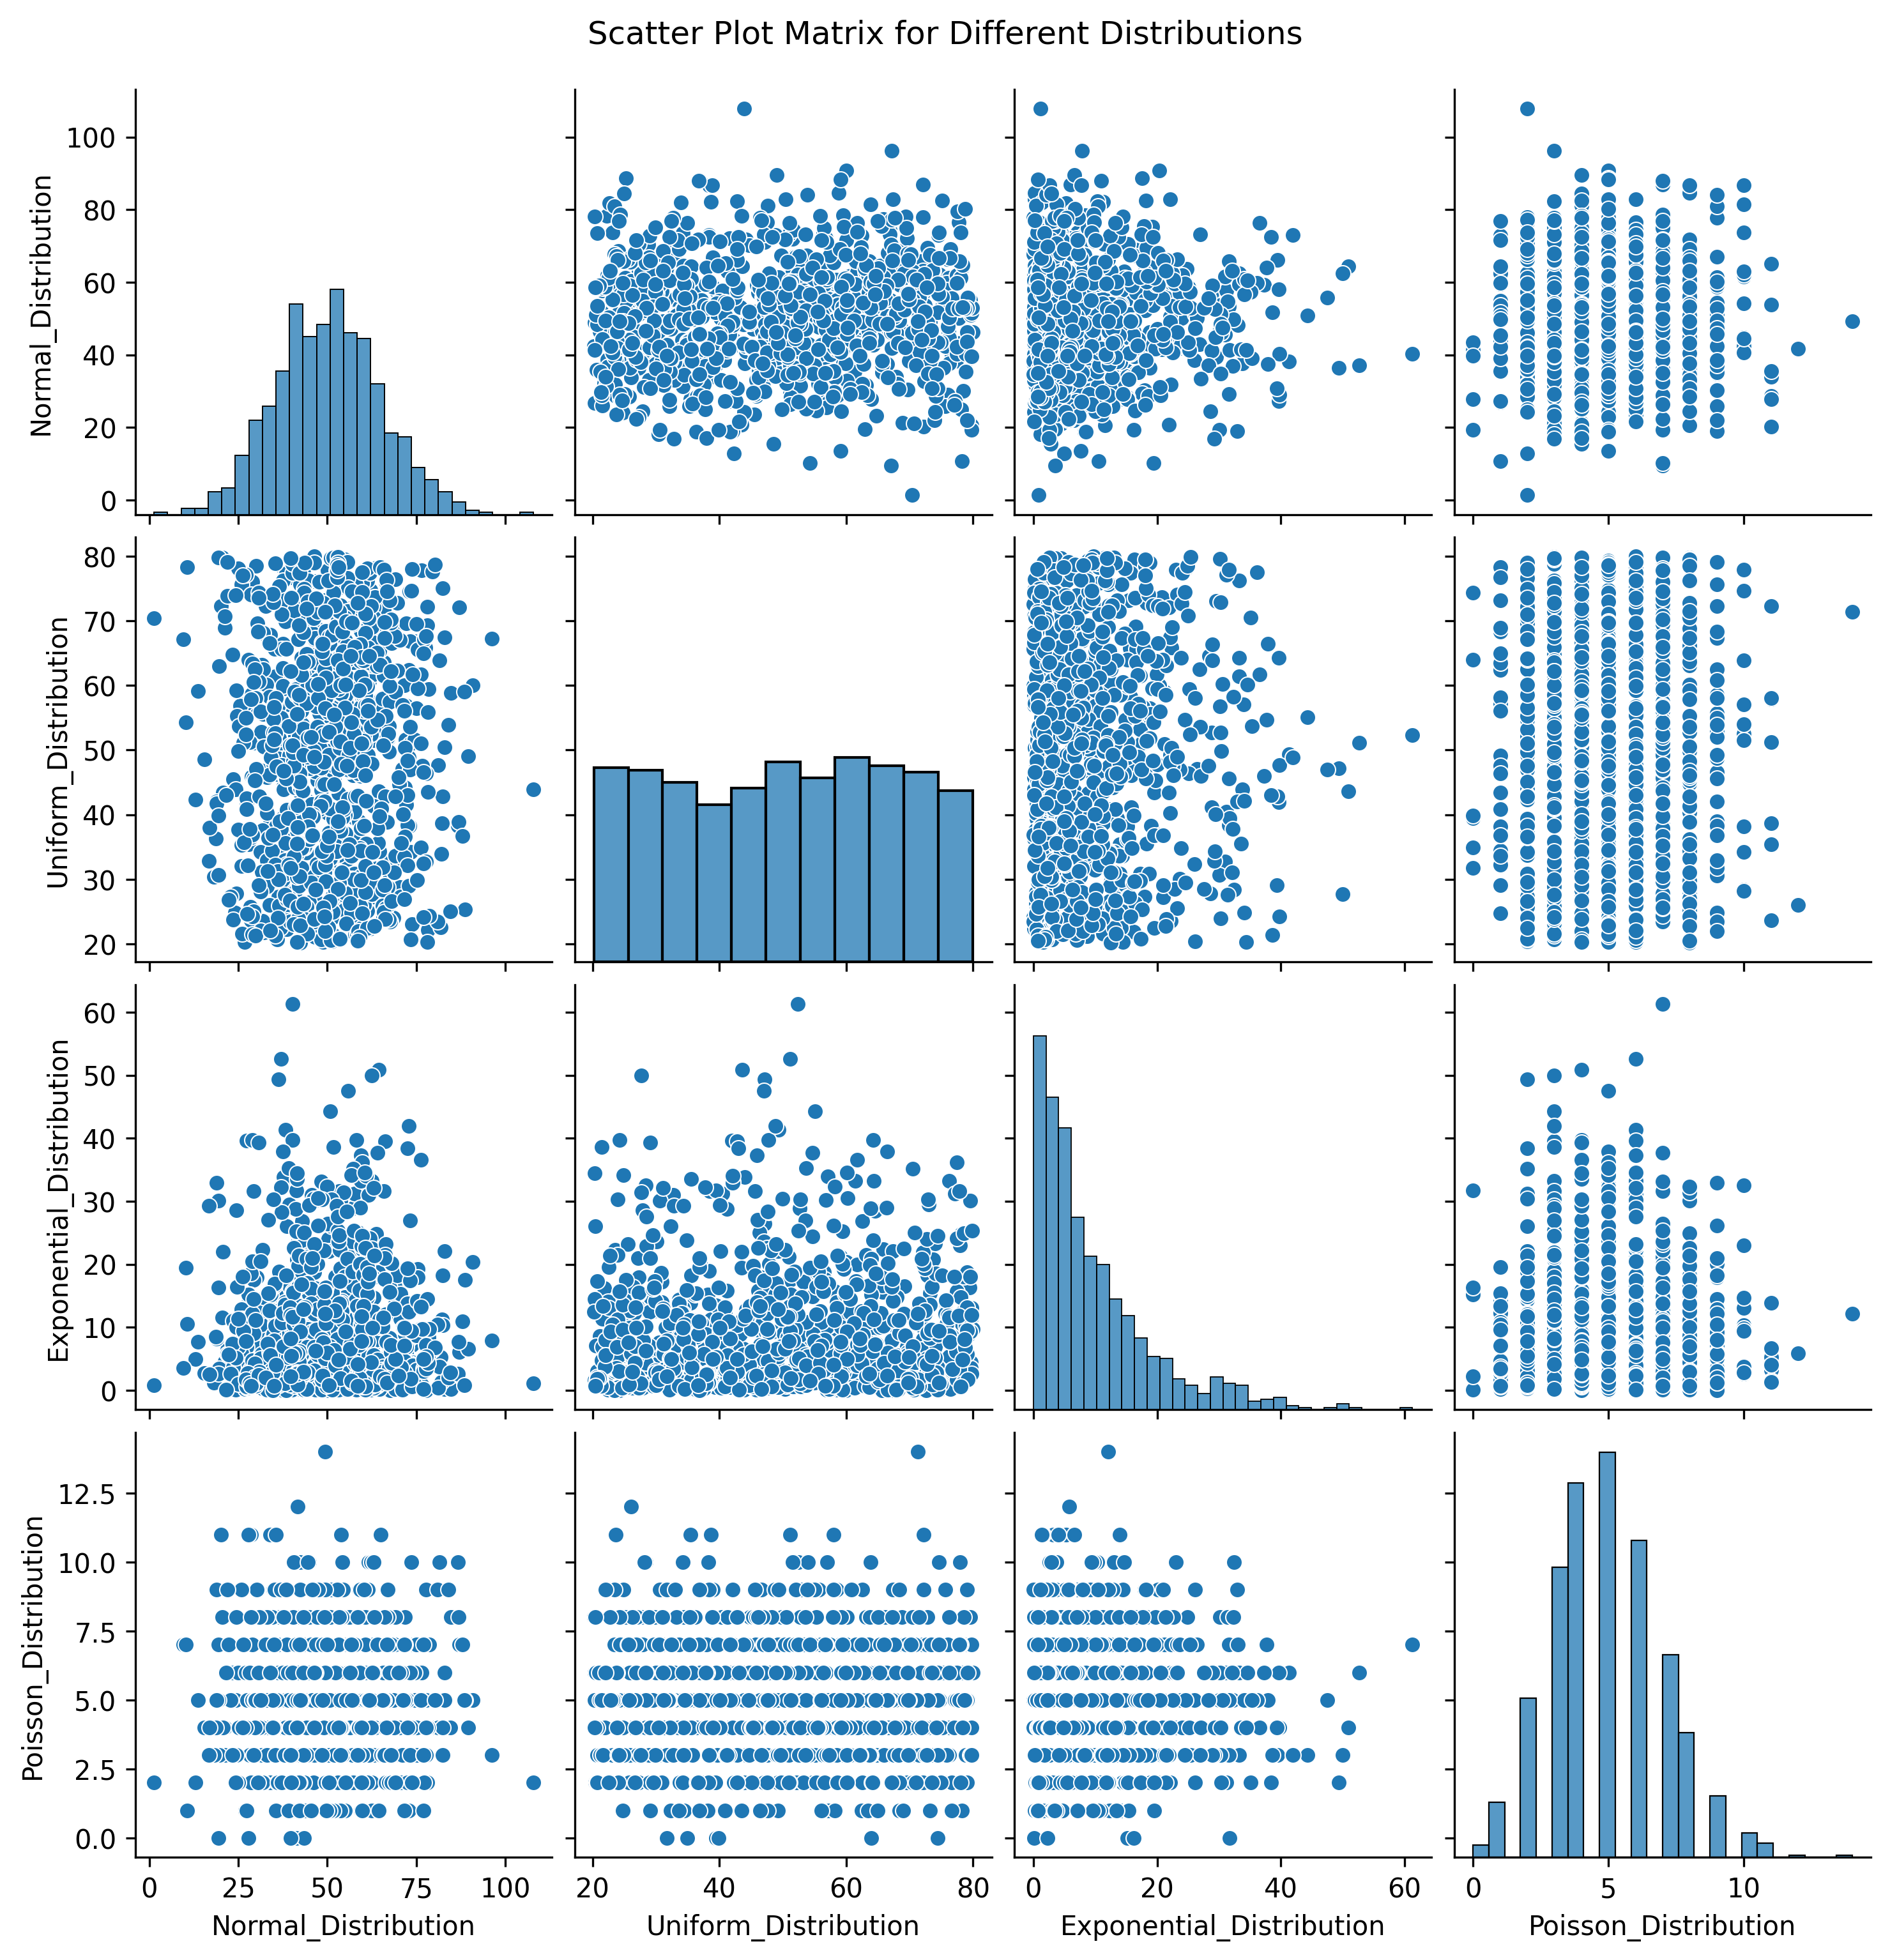 Scatter Plot Matrix for Different Distributions
100
80
60
40
20
0
Normal_Distribution
80
70
60
50
40
30
20
Uniform_Distribution
60
50
40
30
20
10
0
Exponential_Distribution
12.5
10.0
7.5
5.0
2.5
0.0
Poisson_Distribution
0 25 50 75 100
20 40 60 80
0 20 40 60
0 5 10
Normal_Distribution
Uniform_Distribution
Exponential_Distribution
Poisson_Distribution